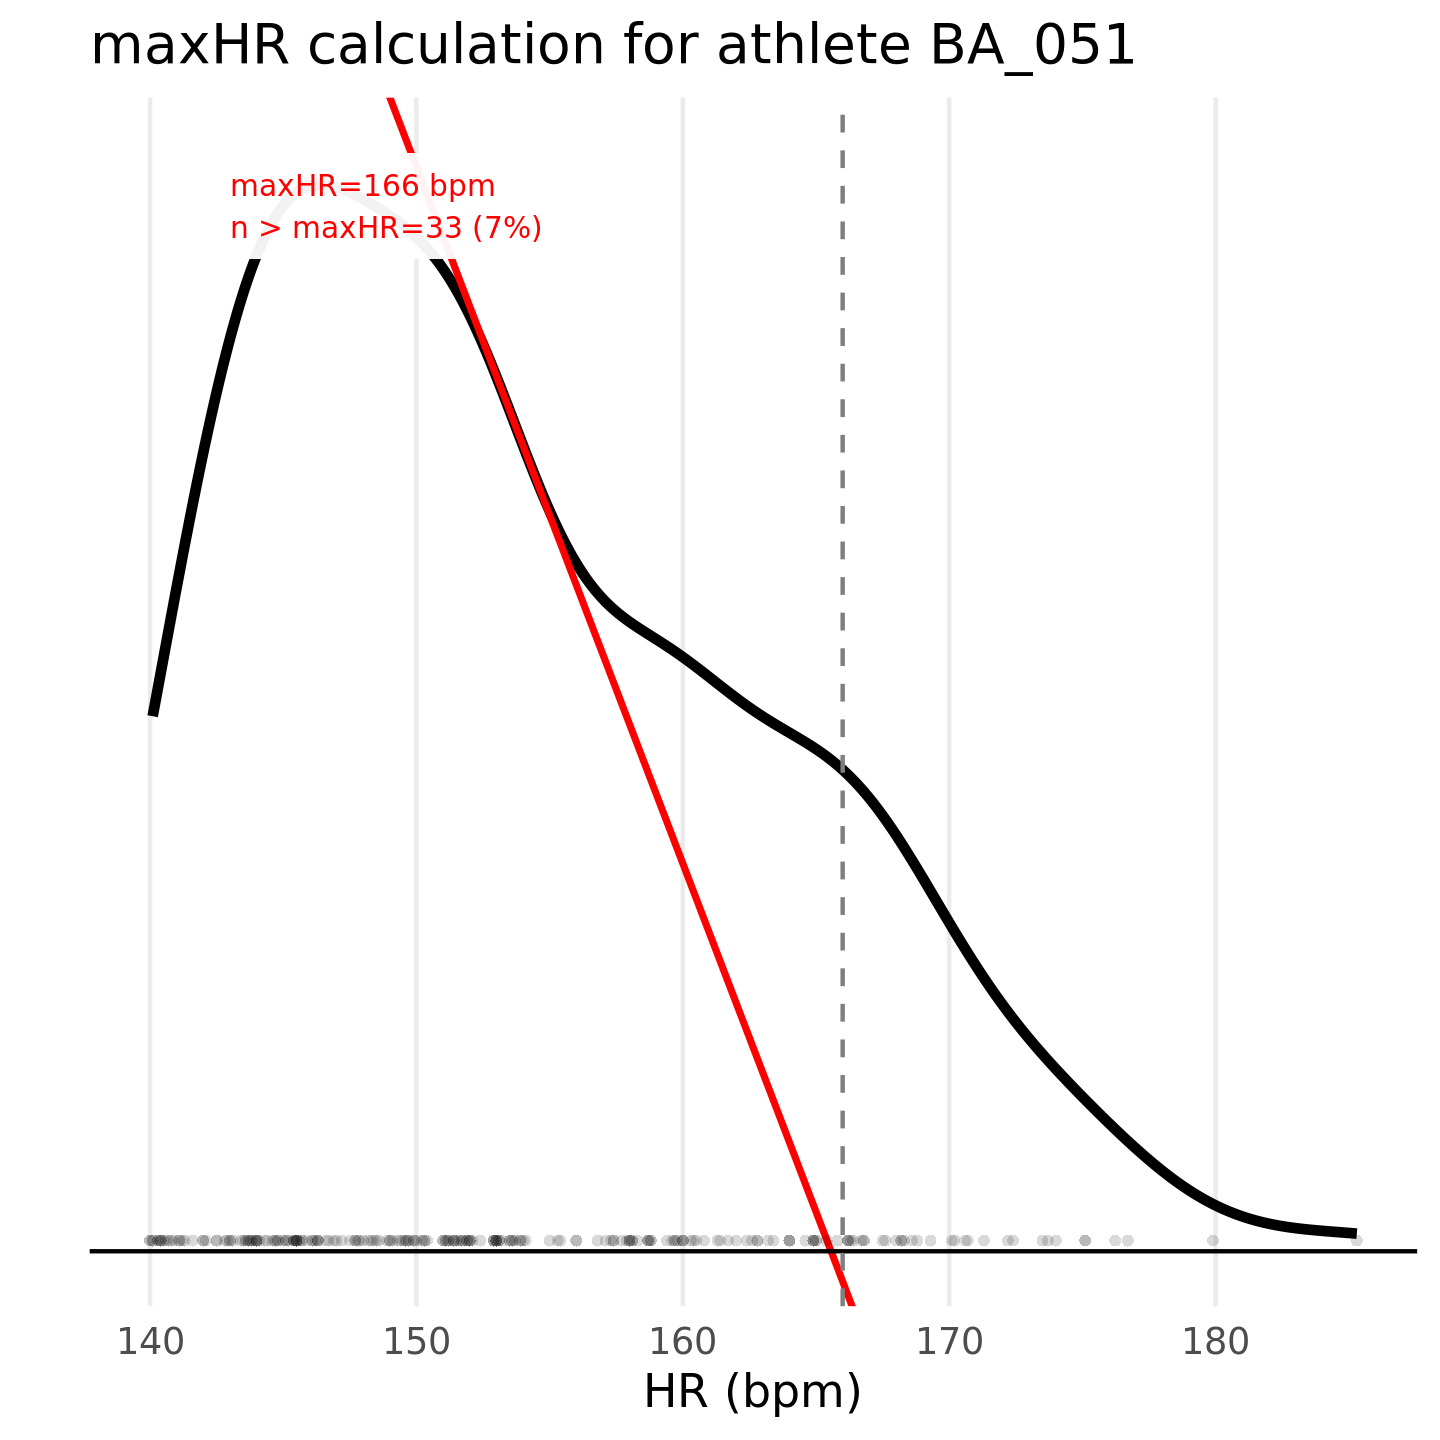 maxHR calculation for athlete BA_051
maxHR=166 bpm
n > maxHR=33 (7%)
140 150 160 170 180
HR (bpm)